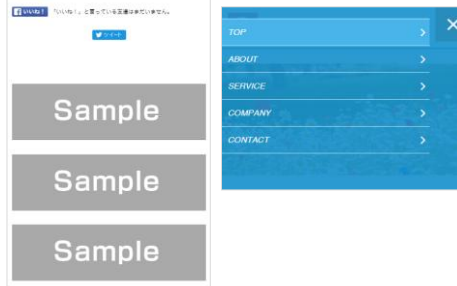 いいね！ 「いいね！」と言っている友達はまだいません。
ツイート
Sample
Sample
Sample
TOP
ABOUT
SERVICE
COMPANY
CONTACT